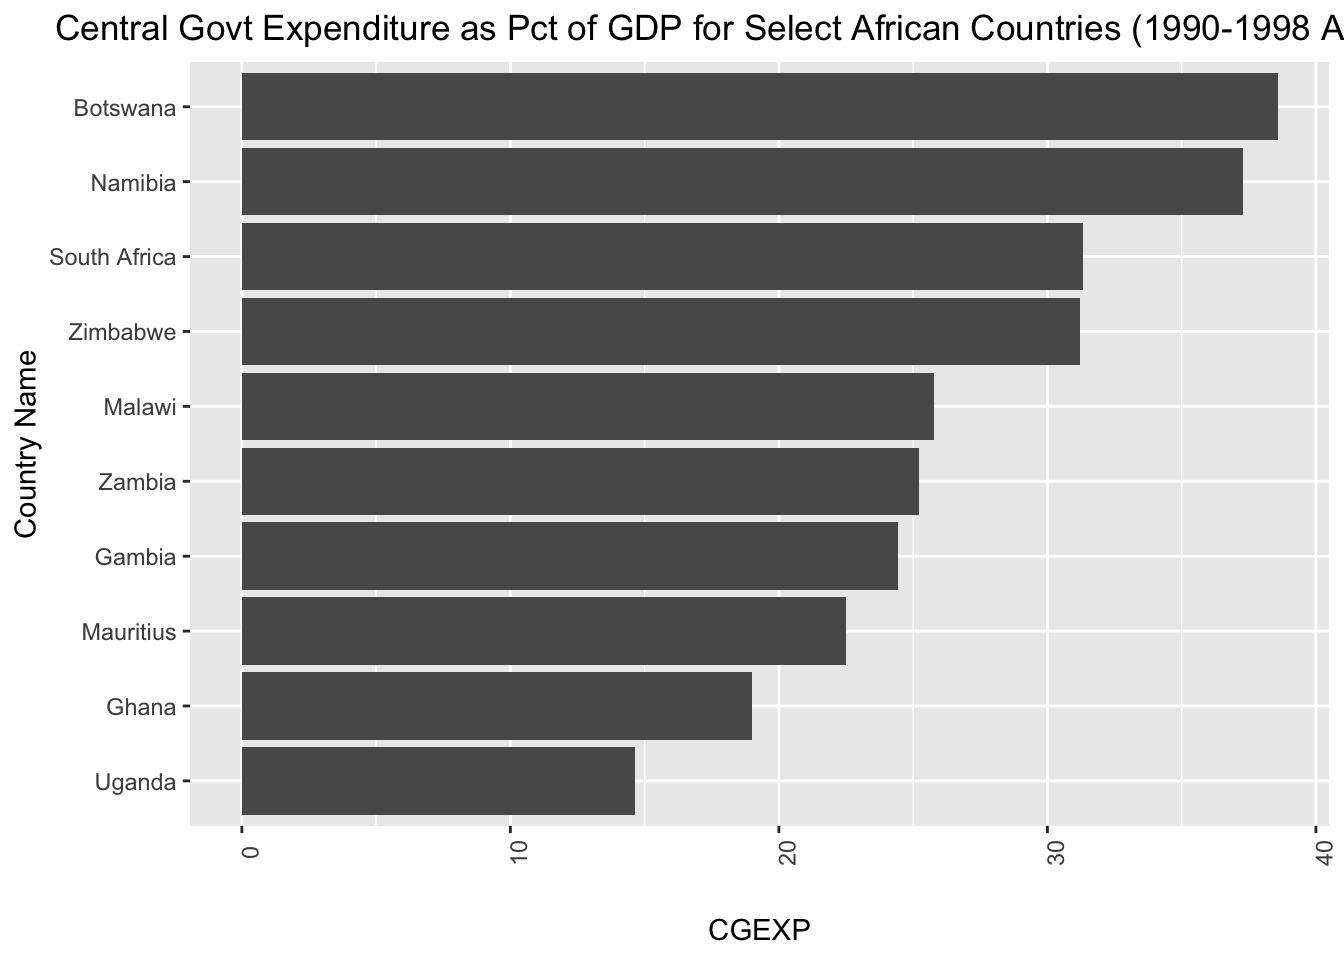 Central Govt Expenditure as Pct of GDP for Select African Countries (1990-1998 A
Botswana
Namibia
South Africa
Zimbabwe
Malawi
Zambia
Gambia
Mauritius
Ghana
Uganda
Country Name
0
10
20
30
40
CGEXP